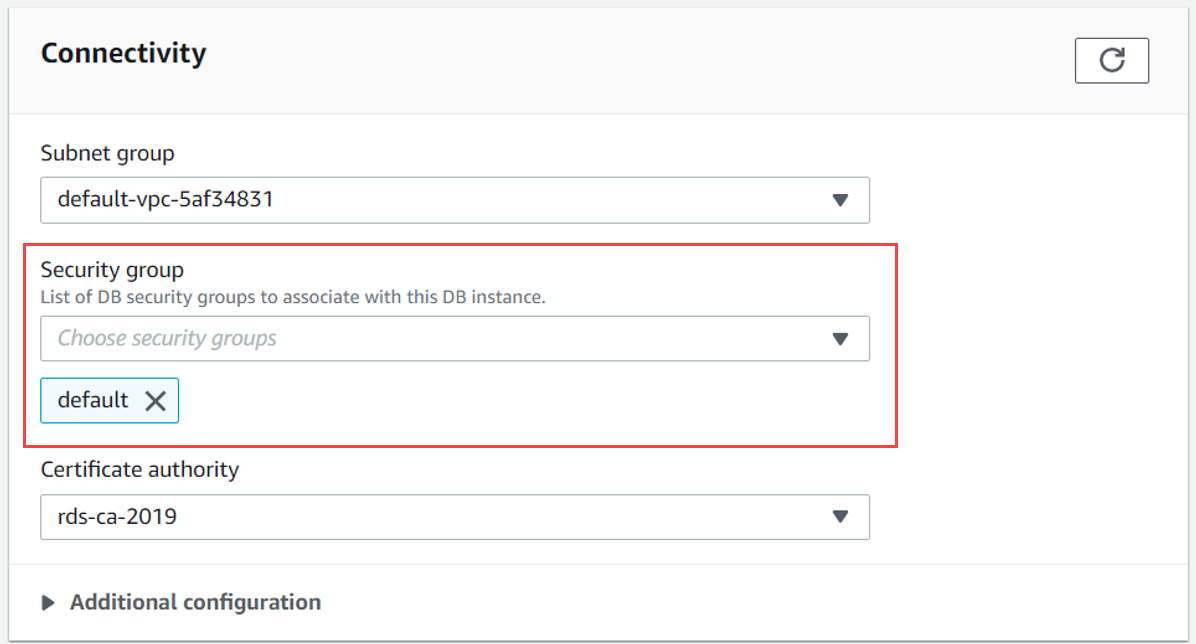 Connectivity
Subnet group
default-vpc-5af34831
Security group
List of DB security groups to associate with this DB instance.
Choose security groups
default
Certificate authority
rds-ca-2019
Additional configuration